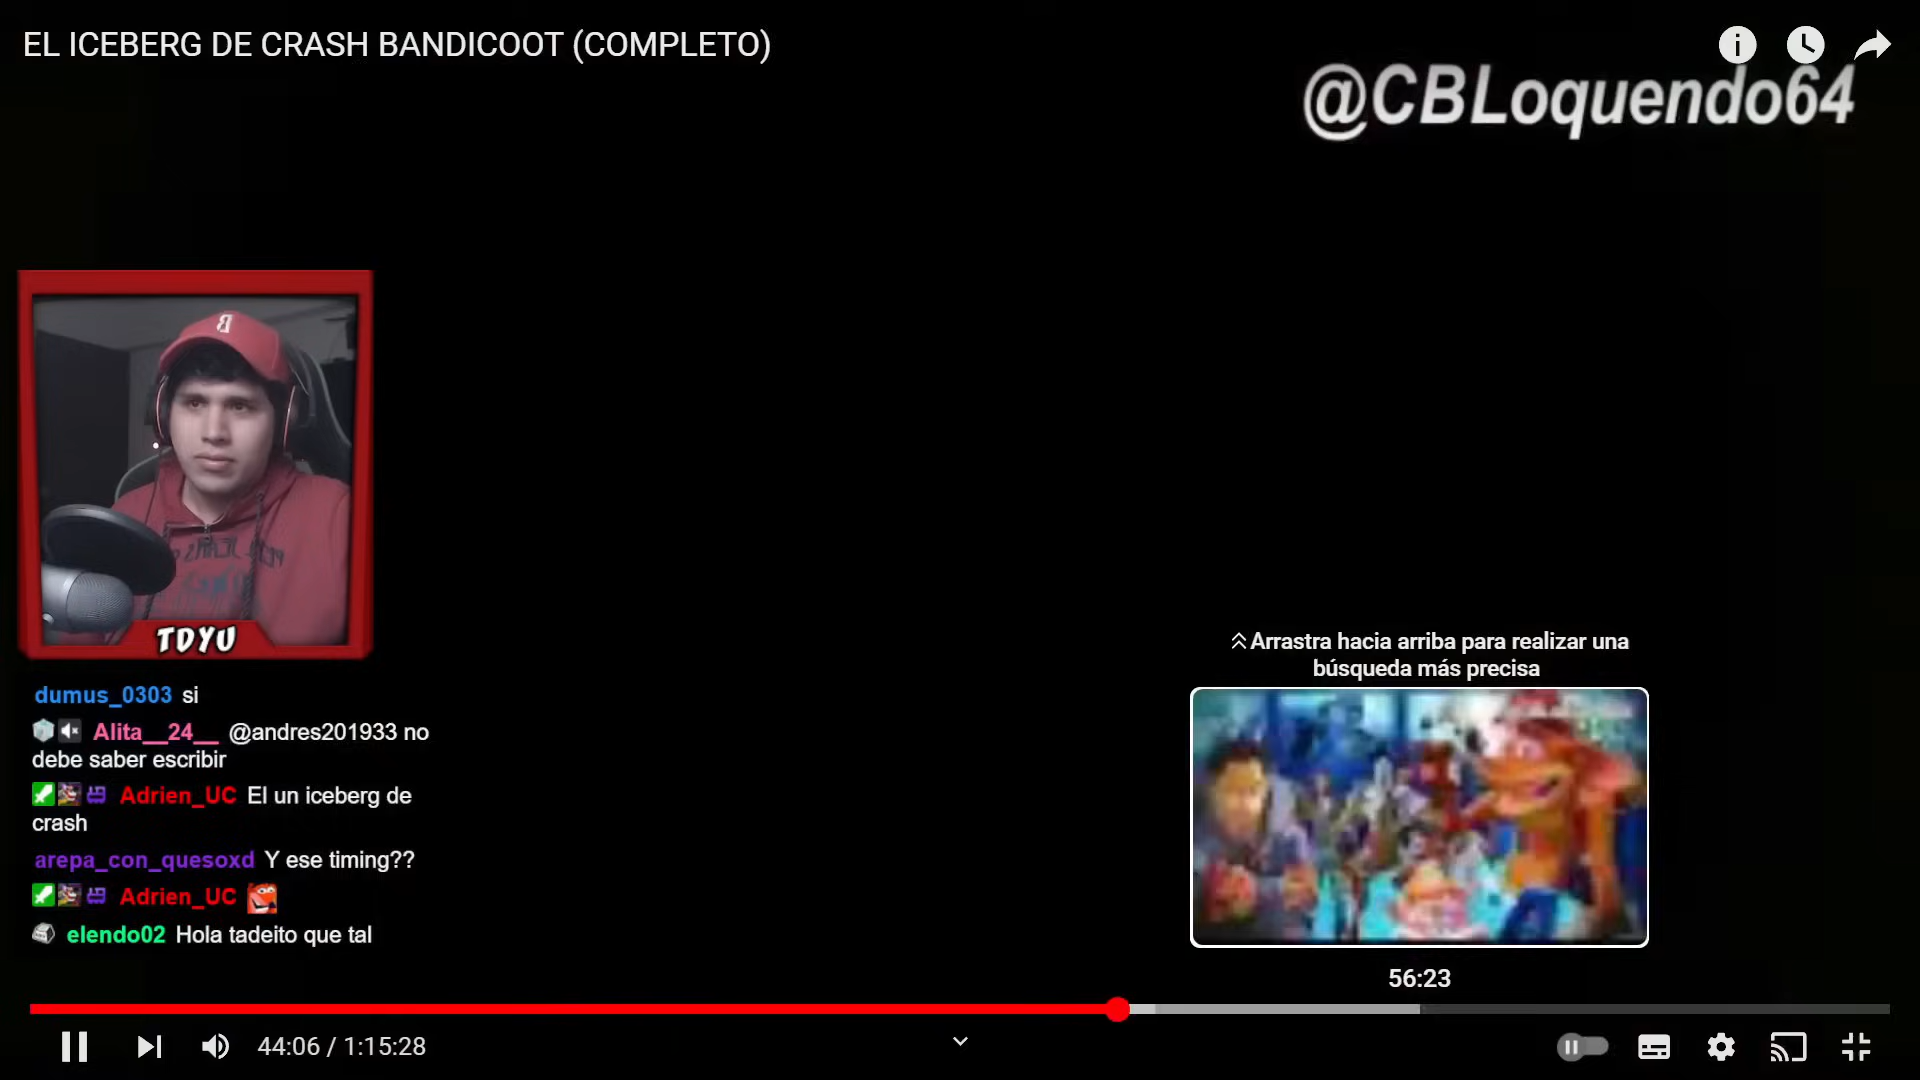 EL ICEBERG DE CRASH BANDICOOT (COMPLETO)
@CBLoquendo64
B
TDYU
dumus_0303 si
Alita__24__ @andres201933 no
debe saber escribir
Adrien_UC El un iceberg de
crash
arepa_con_quesoxd Y ese timing??
Adrien_UC
elendo02 Hola tadeito que tal
Arrastra hacia arriba para realizar una
búsqueda más precisa
56:23
44:06 / 1:15:28